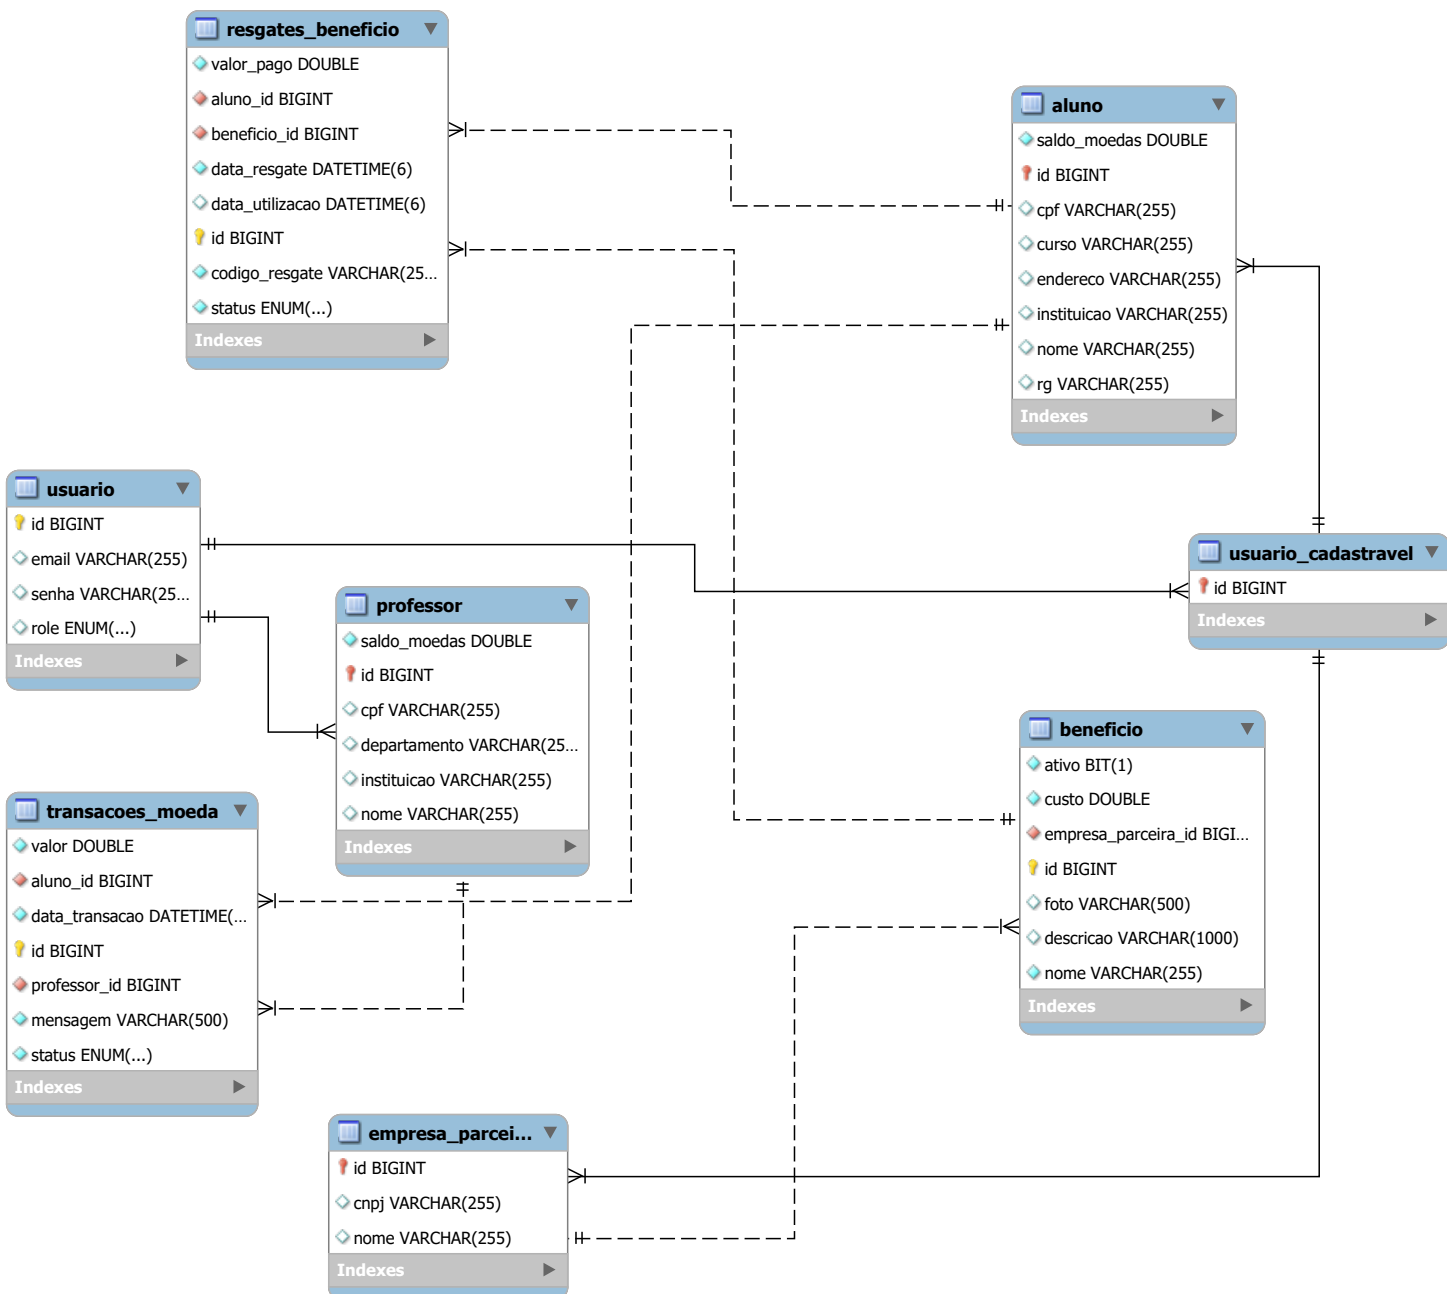 resgates_beneficio
valor_pago DOUBLE
aluno_id BIGINT
beneficio_id BIGINT
data_resgate DATETIME(6)
data_utilizacao DATETIME(6)
id BIGINT
codigo_resgate VARCHAR(25...
status ENUM(...)
Indexes
aluno
saldo_moedas DOUBLE
id BIGINT
cpf VARCHAR(255)
curso VARCHAR(255)
endereco VARCHAR(255)
instituicao VARCHAR(255)
nome VARCHAR(255)
rg VARCHAR(255)
Indexes
usuario
id BIGINT
email VARCHAR(255)
senha VARCHAR(25...
role ENUM(...)
Indexes
usuario_cadastravel
id BIGINT
Indexes
professor
saldo_moedas DOUBLE
id BIGINT
cpf VARCHAR(255)
departamento VARCHAR(25...
instituicao VARCHAR(255)
nome VARCHAR(255)
Indexes
beneficio
ativo BIT(1)
custo DOUBLE
empresa_parceira_id BIGI...
id BIGINT
foto VARCHAR(500)
descricao VARCHAR(1000)
nome VARCHAR(255)
Indexes
transacoes_moeda
valor DOUBLE
aluno_id BIGINT
data_transacao DATETIME(...
id BIGINT
professor_id BIGINT
mensagem VARCHAR(500)
status ENUM(...)
Indexes
empresa_parcei...
id BIGINT
cnpj VARCHAR(255)
nome VARCHAR(255)
Indexes